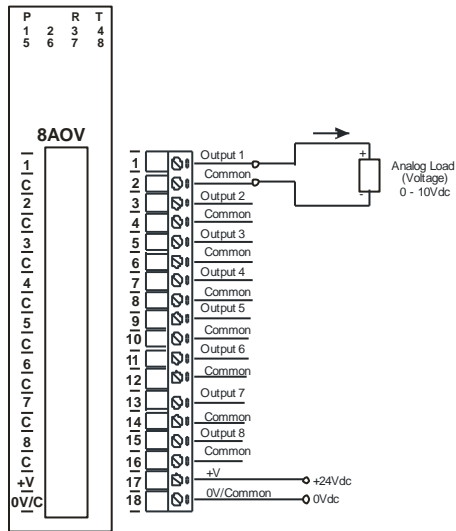 P R T
1 2 3 4
5 6 7 8
8AOV
1
C
2
C
3
C
4
C
5
C
6
C
7
C
8
C
+V
0V/C
1 Output 1
2 Common
3 Output 2
4 Common
5 Output 3
6 Common
7 Output 4
8 Common
9 Output 5
10 Common
11 Output 6
12 Common
13 Output 7
14 Common
15 Output 8
16 Common
17 +V +24Vdc
18 0V/Common 0Vdc
+
-
Analog Load
(Voltage)
0 - 10Vdc